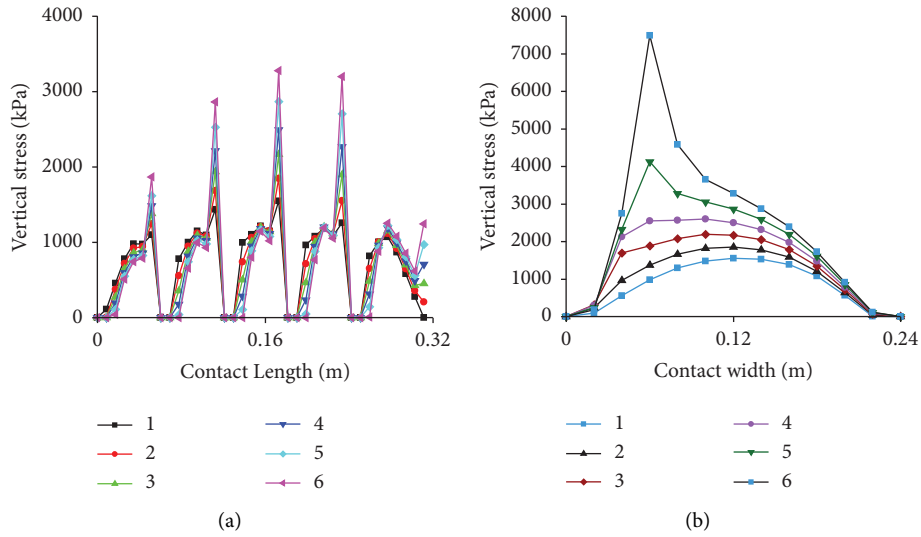 Vertical stress (kPa)
4000
3000
2000
1000
0
0 0.16 0.32
Contact Length (m)
1 4
2 5
3 6
(a)
Vertical stress (kPa)
8000
7000
6000
5000
4000
3000
2000
1000
0
0 0.12 0.24
Contact width (m)
1 4
2 5
3 6
(b)